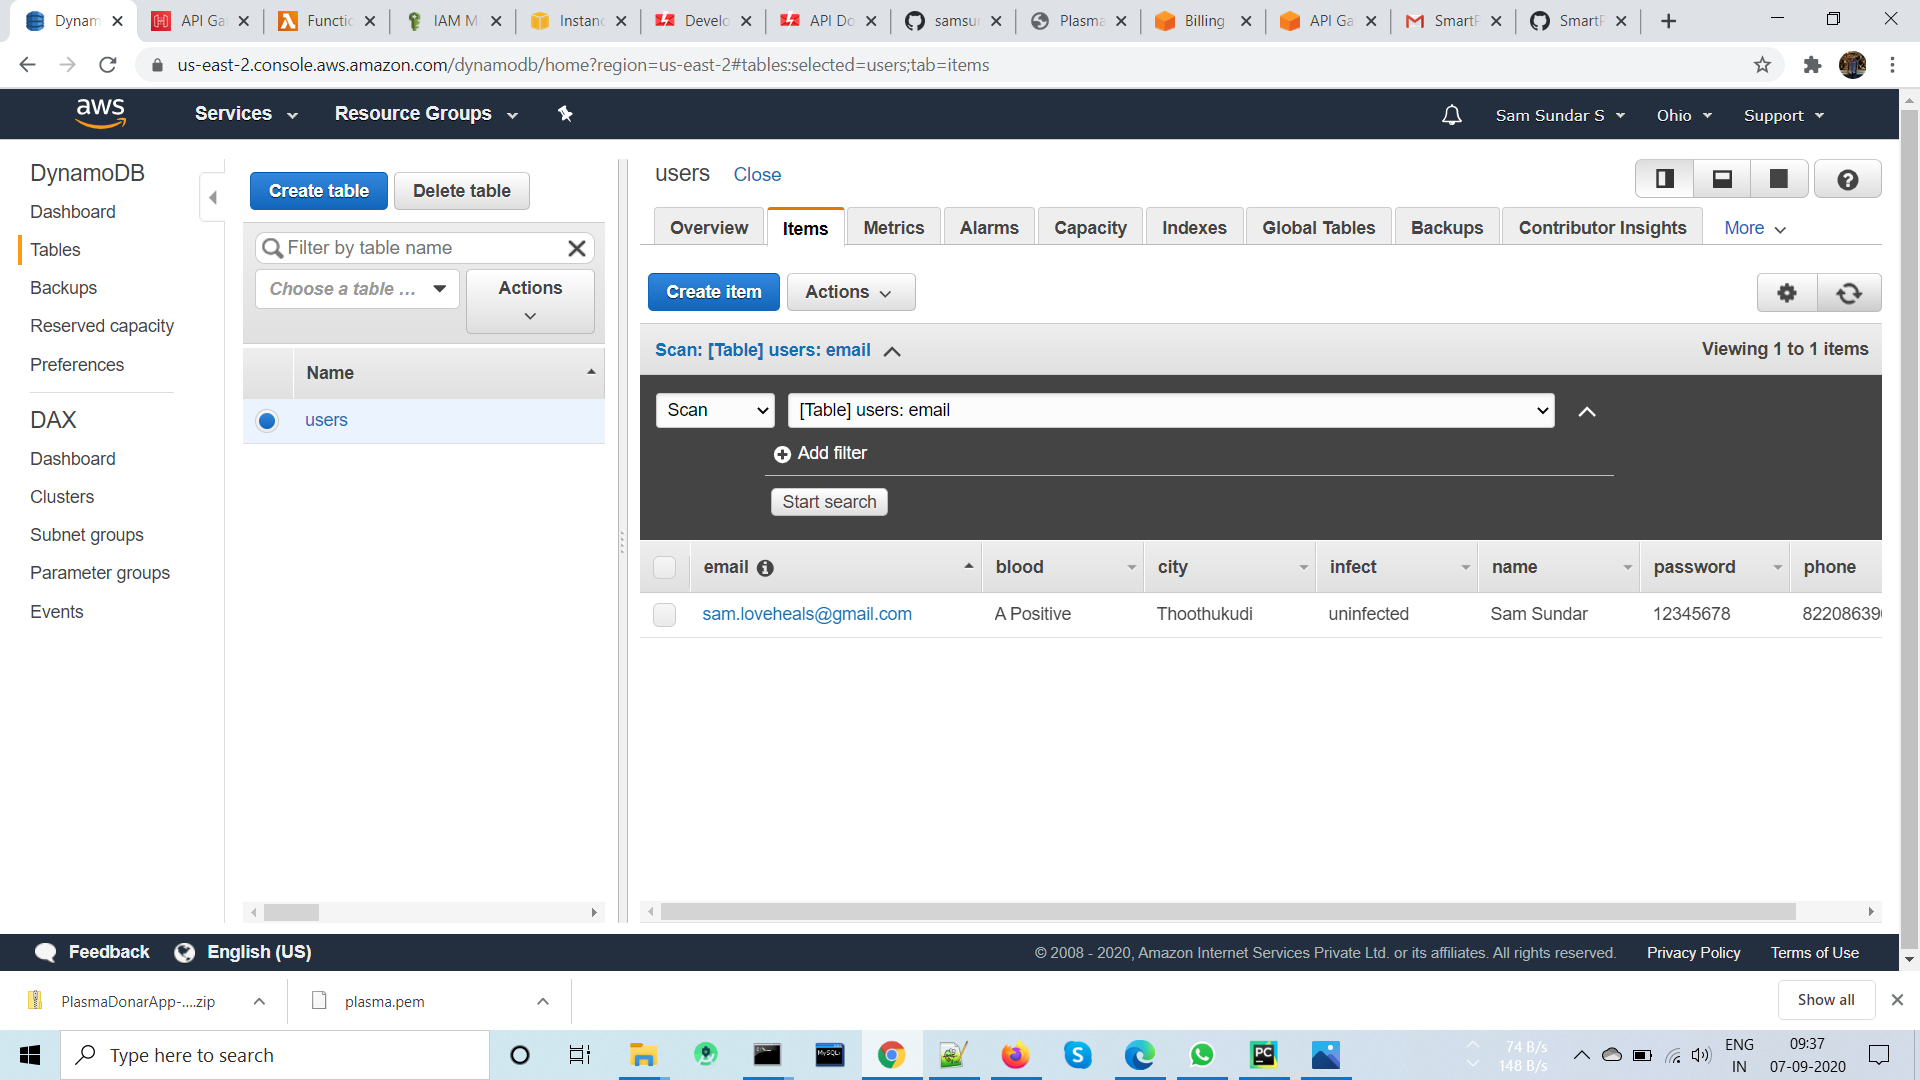 Dynam
API Ga
Functio
IAM M
Instanc
Develo
API Do
samsun
Plasma
Billing
API Ga
SmartP
SmartP
us-east-2.console.aws.amazon.com/dynamodb/home?region=us-east-2#tables:selected=users;tab=items
aws
Services
Resource Groups
Sam Sundar S
Ohio
Support
DynamoDB
Dashboard
Tables
Backups
Reserved capacity
Preferences
DAX
Dashboard
Clusters
Subnet groups
Parameter groups
Events
Create table
Delete table
Filter by table name
Choose a table ...
Actions
Name
users
users Close
Overview Items Metrics Alarms Capacity Indexes Global Tables Backups Contributor Insights More
Create item Actions
Scan: [Table] users: email
Viewing 1 to 1 items
Scan [Table] users: email
Add filter
Start search
email blood city infect name password phone
sam.loveheals@gmail.com A Positive Thoothukudi uninfected Sam Sundar 12345678 822086390
Feedback English (US)
© 2008 - 2020, Amazon Internet Services Private Ltd. or its affiliates. All rights reserved. Privacy Policy Terms of Use
PlasmaDonarApp-....zip
plasma.pem
Show all
Type here to search
MySQL
PC
74 B/s
148 B/s
ENG
IN
09:37
07-09-2020